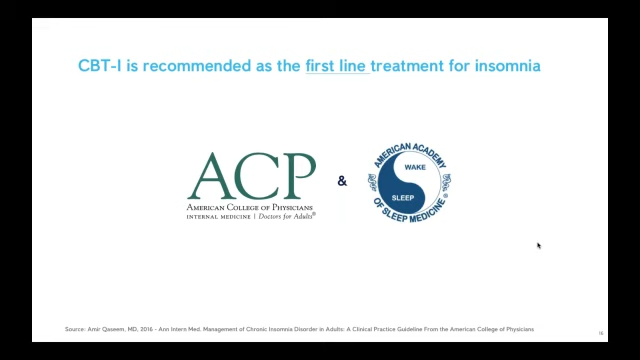 CBT-I is recommended as the first line treatment for insomnia
ACP
AMERICAN COLLEGE OF PHYSICIANS
INTERNAL MEDICINE | Doctors for Adults®
&
AMERICAN ACADEMY
WAKE
SLEEP
OF SLEEP MEDICINE
®
Source: Amir Qaseem, MD, 2016 - Ann Intern Med. Management of Chronic Insomnia Disorder in Adults: A Clinical Practice Guideline From the American College of Physicians